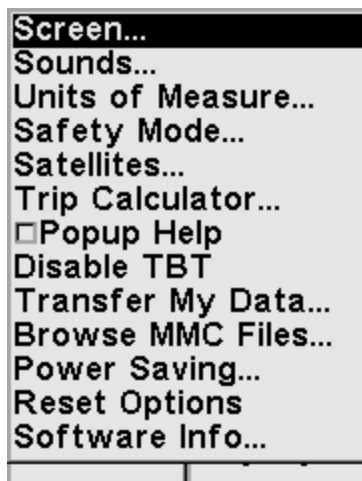 Screen...
Sounds...
Units of Measure...
Safety Mode...
Satellites...
Trip Calculator...
Popup Help
Disable TBT
Transfer My Data...
Browse MMC Files...
Power Saving...
Reset Options
Software Info...